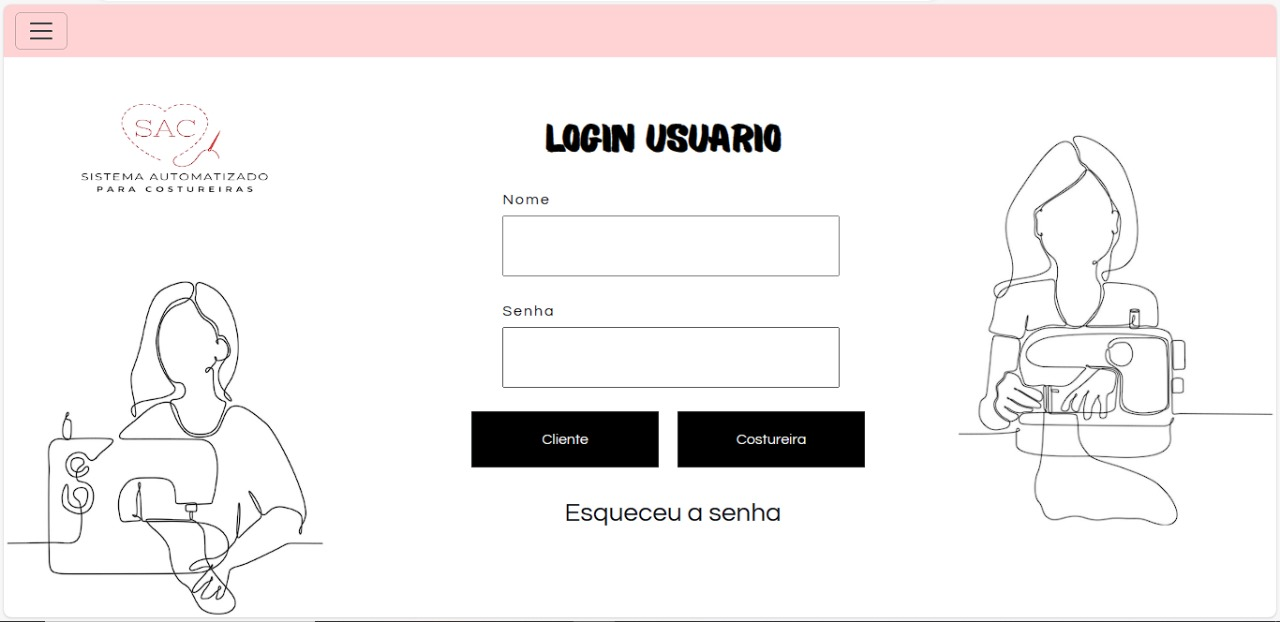 SAC
SISTEMA AUTOMATIZADO
PARA COSTUREIRAS
LOGIN USUARIO
Nome
Senha
Cliente
Costureira
Esqueceu a senha